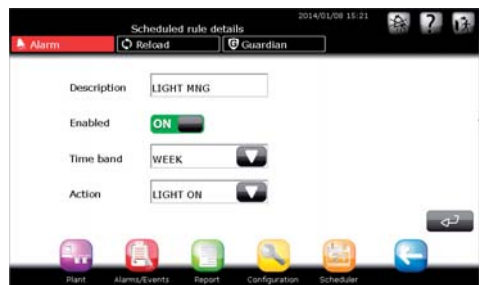 2014/01/08 15:21
Scheduled rule details
Alarm Reload Guardian
Description LIGHT MNG
Enabled ON
Time band WEEK
Action LIGHT ON
Plant Alarms/Events Report Configuration Scheduler